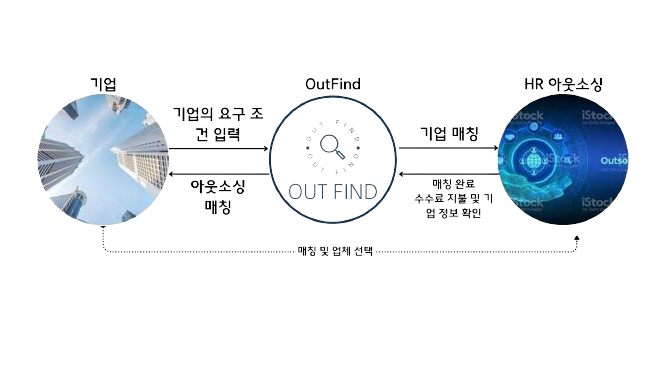 기업
OutFind
HR 아웃소싱
기업의 요구 조
건 입력
아웃소싱
매칭
OUT FIND
OUT FIND
OUT FIND
기업 매칭
매칭 완료
수수료 지불 및 기
업 정보 확인
iStock
iStock
iStock
iStock
Outso
매칭 및 업체 선택